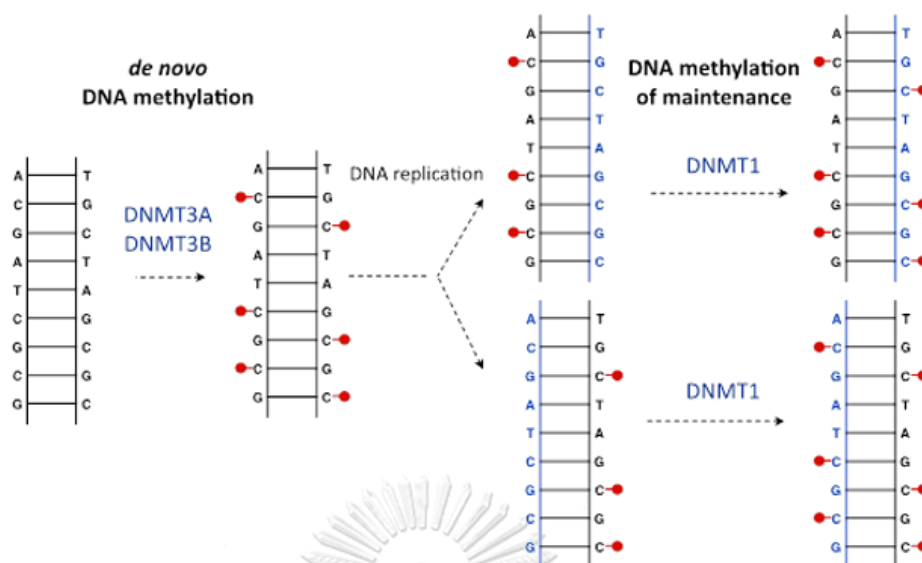 de novo
DNA methylation
A T
C G
G C
A T
T A
C G
G C
C G
G C
DNMT3A
DNMT3B
A T
C G
G C
A T
T A
C G
G C
C G
G C
DNA replication
A T
C G
G C
A T
T A
C G
G C
C G
G C
DNA methylation
of maintenance
DNMT1
A T
C G
G C
A T
T A
C G
G C
C G
G C
A T
C G
G C
A T
T A
C G
G C
C G
G C
DNMT1
A T
C G
G C
A T
T A
C G
G C
C G
G C